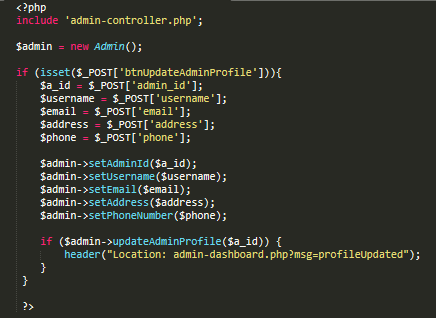 <?php
include 'admin-controller.php';

$admin = new Admin();

if (isset($_POST['btnUpdateAdminProfile'])){
    $a_id = $_POST['admin_id'];
    $username = $_POST['username'];
    $email = $_POST['email'];
    $address = $_POST['address'];
    $phone = $_POST['phone'];

    $admin->setAdminId($a_id);
    $admin->setUsername($username);
    $admin->setEmail($email);
    $admin->setAddress($address);
    $admin->setPhoneNumber($phone);

    if ($admin->updateAdminProfile($a_id)) {
        header("Location: admin-dashboard.php?msg=profileUpdated");
    }
}

?>